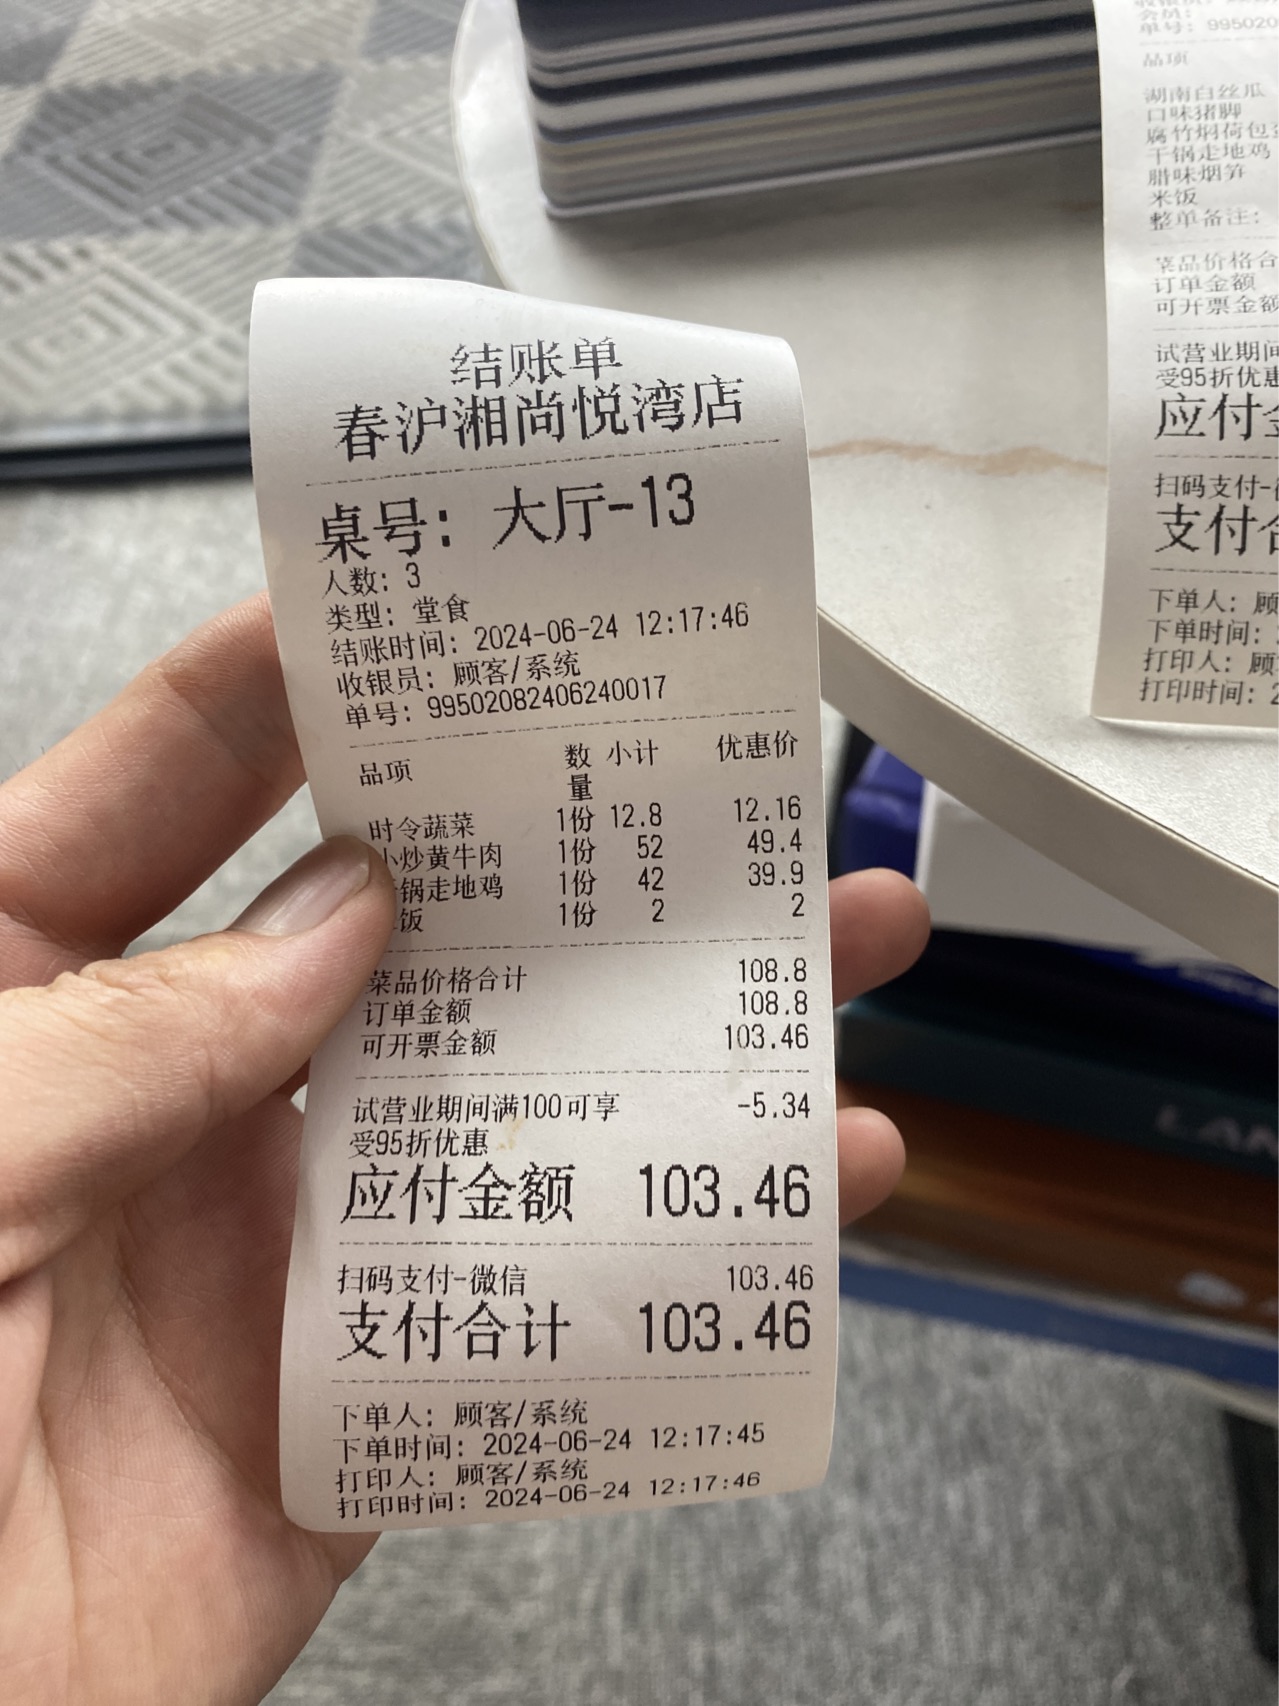 结账单
春沪湘尚悦湾店
桌号: 大厅-13
人数: 3
类型: 堂食
结账时间: 2024-06-24 12:17:46
收银员: 顾客/系统
单号: 99502082406240017
品项 数量 小计 优惠价
时令蔬菜 1份 12.8 12.16
小炒黄牛肉 1份 52 49.4
锅走地鸡 1份 42 39.9
饭 1份 2 2
菜品价格合计 108.8
订单金额 108.8
可开票金额 103.46
试营业期间满100可享 -5.34
受95折优惠
应付金额 103.46
扫码支付-微信 103.46
支付合计 103.46
下单人: 顾客/系统
下单时间: 2024-06-24 12:17:45
打印人: 顾客/系统
打印时间: 2024-06-24 12:17:46
会员:
单号: 995020
品项
湖南白丝瓜
口味猪脚
腐竹焖荷包
干锅走地鸡
腊味烟笋
米饭
整单备注:
菜品价格合
订单金额
可开票金额
试营业期间
受95折优惠
应付
扫码支付-
支付
下单人: 顾
下单时间:
打印人: 顾
打印时间: 2
LAN